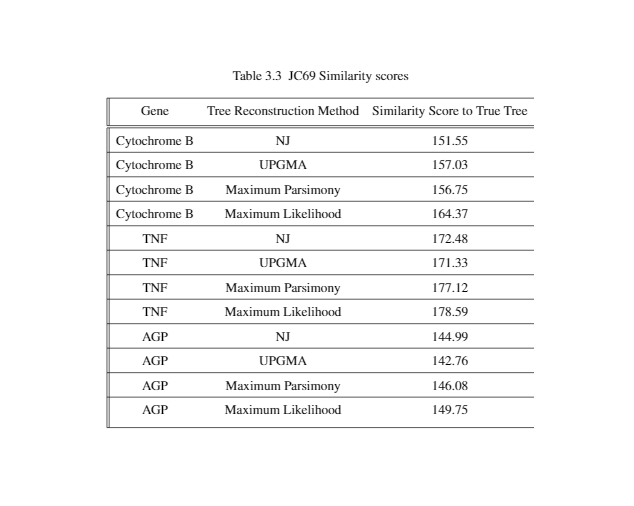 Table 3.3 JC69 Similarity scores
Gene Tree Reconstruction Method Similarity Score to True Tree
Cytochrome B NJ 151.55
Cytochrome B UPGMA 157.03
Cytochrome B Maximum Parsimony 156.75
Cytochrome B Maximum Likelihood 164.37
TNF NJ 172.48
TNF UPGMA 171.33
TNF Maximum Parsimony 177.12
TNF Maximum Likelihood 178.59
AGP NJ 144.99
AGP UPGMA 142.76
AGP Maximum Parsimony 146.08
AGP Maximum Likelihood 149.75